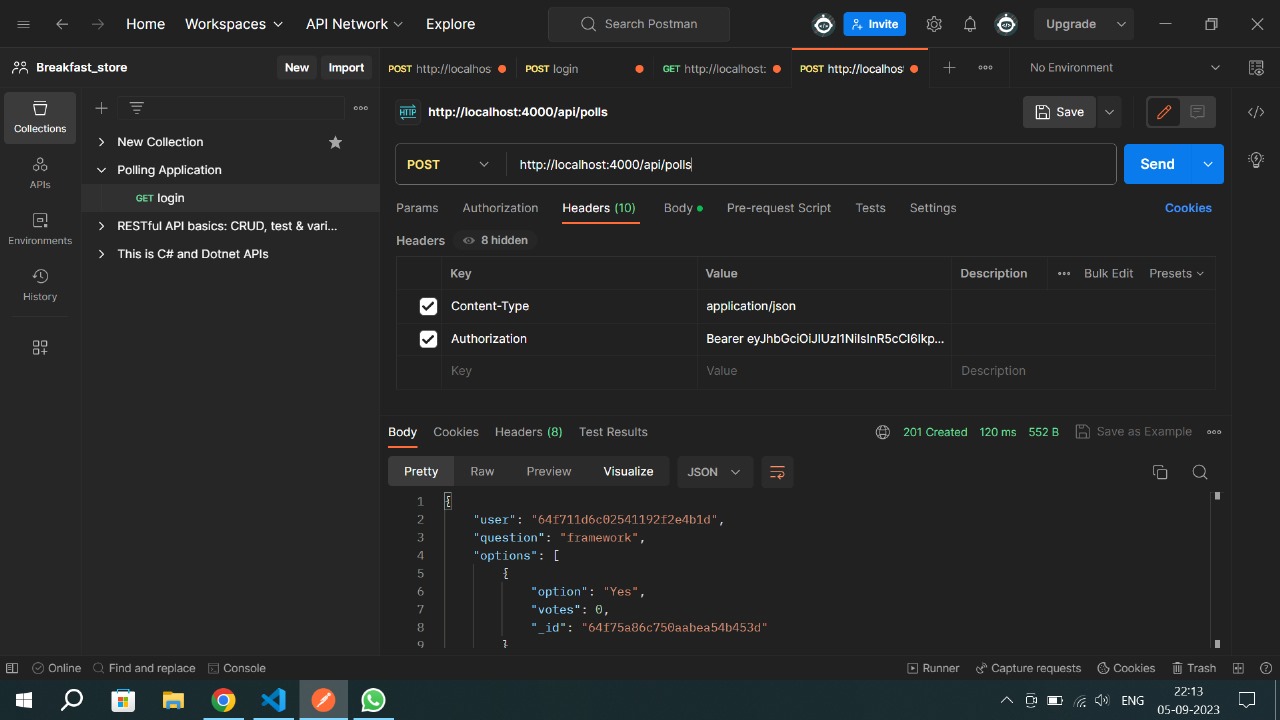 Home
Workspaces
API Network
Explore
Search Postman
Invite
Upgrade
Breakfast_store
New
Import
POST http://localhos
POST login
GET http://localhost:
POST http://localhos
No Environment
Collections
APIs
Environments
History
New Collection
Polling Application
GET login
RESTful API basics: CRUD, test & vari...
This is C# and Dotnet APIs
HTTP http://localhost:4000/api/polls
Save
POST
http://localhost:4000/api/polls
Send
Params
Authorization
Headers (10)
Body
Pre-request Script
Tests
Settings
Cookies
Headers
8 hidden
Key
Value
Description
Bulk Edit
Presets
Content-Type
application/json
Authorization
Bearer eyJhbGciOiJIUzI1NiIsInR5cCI6Ikp...
Key
Value
Description
Body
Cookies
Headers (8)
Test Results
201 Created
120 ms
552 B
Save as Example
Pretty
Raw
Preview
Visualize
JSON
1 {
2 "user": "64f711d6c02541192f2e4b1d",
3 "question": "framework",
4 "options": [
5 {
6 "option": "Yes",
7 "votes": 0,
8 "_id": "64f75a86c750aabea54b453d"
9 }
Online
Find and replace
Console
Runner
Capture requests
Cookies
Trash
ENG
22:13
05-09-2023